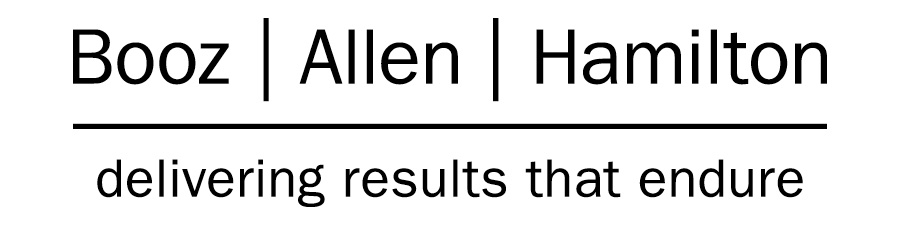 Booz | Allen | Hamilton
delivering results that endure